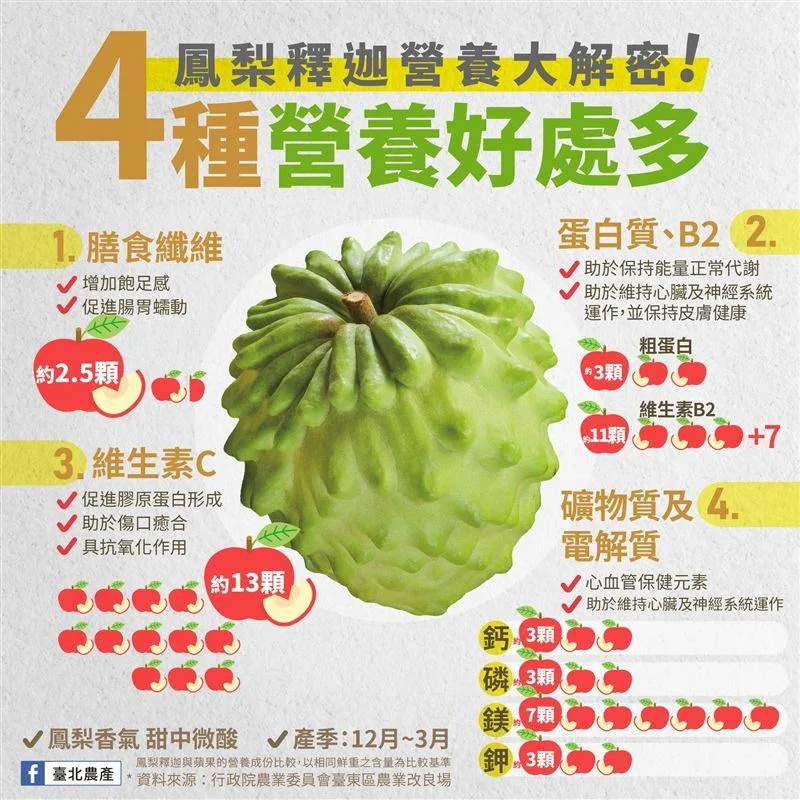 鳳梨釋迦營養大解密!
4種營養好處多
1. 膳食纖維
✓ 增加飽足感
✓ 促進腸胃蠕動
約2.5顆
蛋白質、B2 2.
✓ 助於保持能量正常代謝
✓ 助於維持心臟及神經系統
運作,並保持皮膚健康
粗蛋白
約3顆
維生素B2
約11顆 +7
3. 維生素C
✓ 促進膠原蛋白形成
✓ 助於傷口癒合
✓ 具抗氧化作用
約13顆
礦物質及 4.
電解質
✓ 心血管保健元素
✓ 助於維持心臟及神經系統運作
鈣 約3顆
磷 約3顆
鎂 約7顆
鉀 約3顆
✓ 鳳梨香氣 甜中微酸 ✓ 產季:12月~3月
鳳梨釋迦與蘋果的營養成份比較,以相同鮮重之含量為比較基準
f 臺北農產 * 資料來源:行政院農業委員會臺東區農業改良場